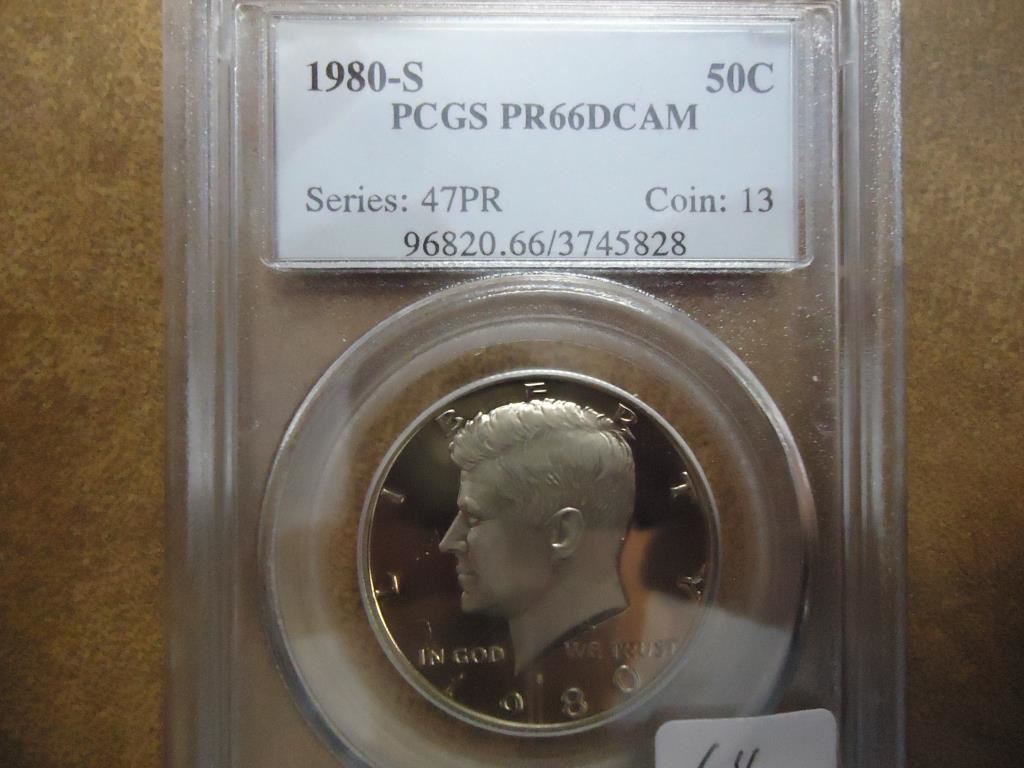 1980-S 50C
PCGS PR66DCAM
Series: 47PR Coin: 13
96820.66/3745828
LIBERTY
IN GOD WE TRUST
1980